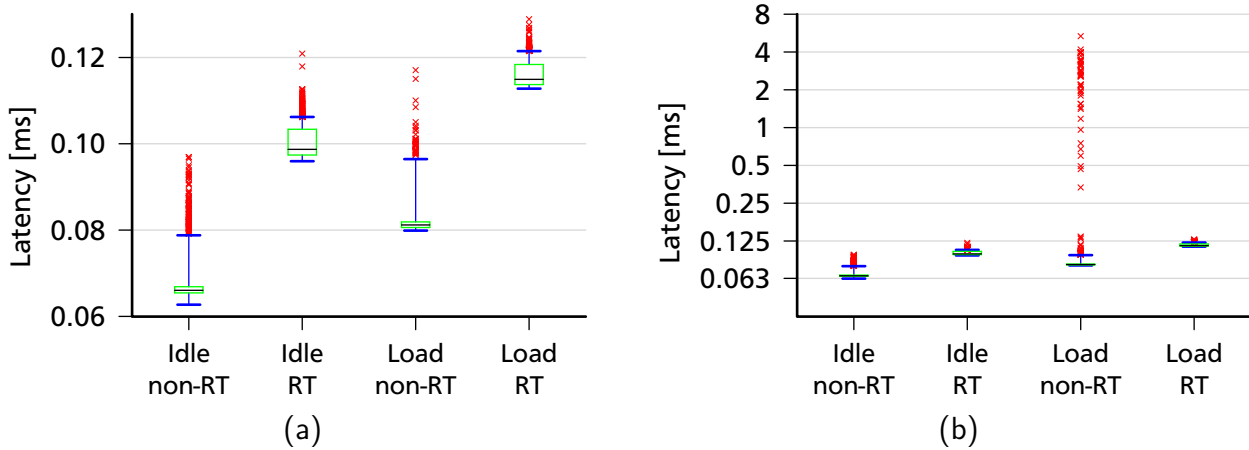 Latency [ms]
0.12
0.10
0.08
0.06
Idle non-RT
Idle RT
Load non-RT
Load RT
(a)
Latency [ms]
8
4
2
1
0.5
0.25
0.125
0.063
Idle non-RT
Idle RT
Load non-RT
Load RT
(b)